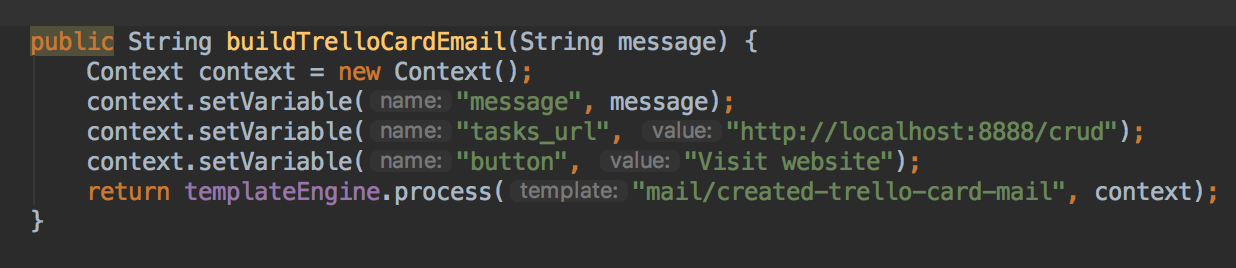 public String buildTrelloCardEmail(String message) {
Context context = new Context();
context.setVariable( name: "message", message);
context.setVariable( name: "tasks_url", value: "http://localhost:8888/crud");
context.setVariable( name: "button", value: "Visit website");
return templateEngine.process( template: "mail/created-trello-card-mail", context);
}